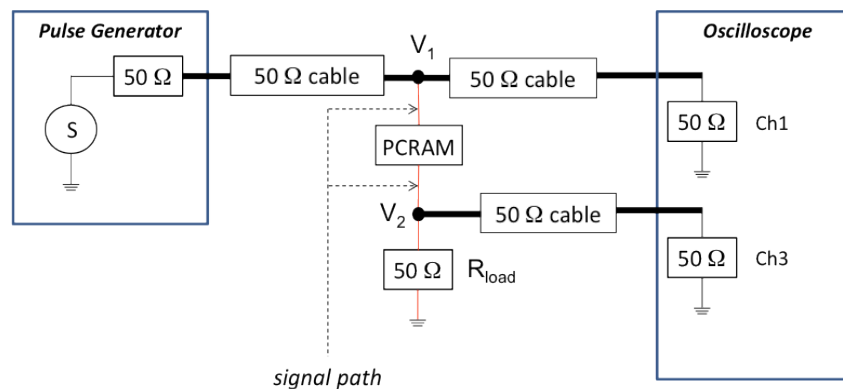 Pulse Generator
Oscilloscope
V1
50 Ω
50 Ω cable
50 Ω cable
S
50 Ω
Ch1
PCRAM
V2
50 Ω cable
50 Ω
Rload
50 Ω
Ch3
signal path